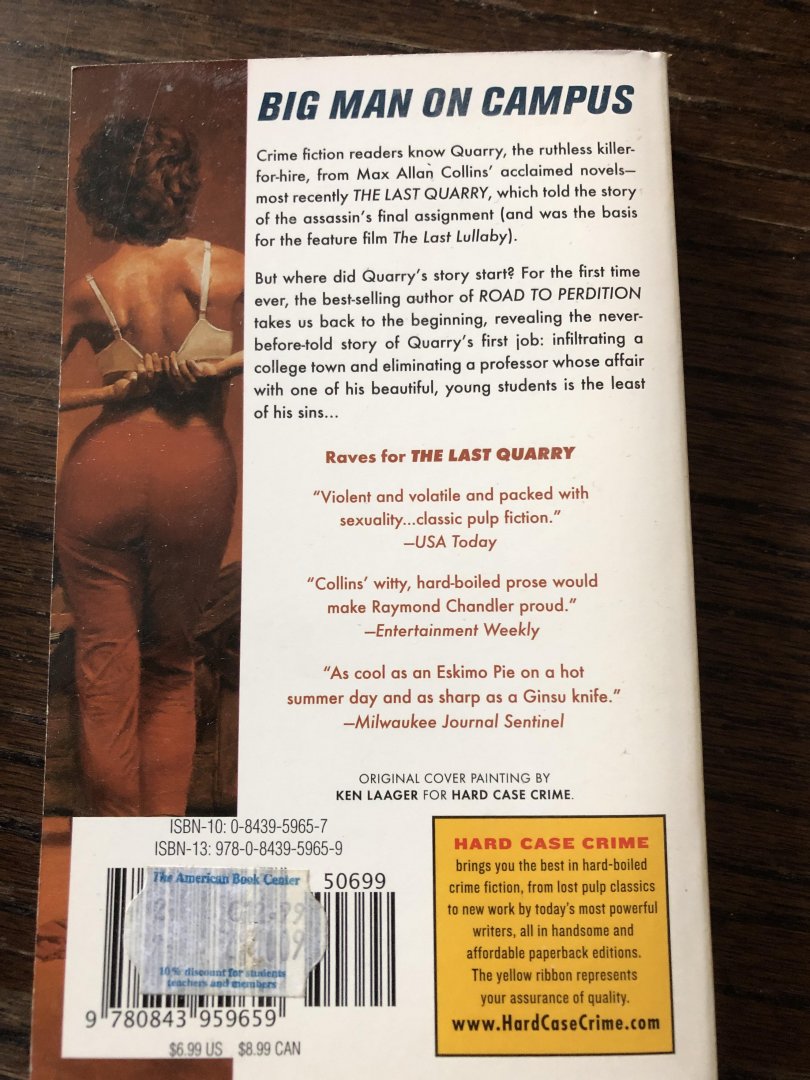 BIG MAN ON CAMPUS
Crime fiction readers know Quarry, the ruthless killer-
for-hire, from Max Allan Collins' acclaimed novels—
most recently THE LAST QUARRY, which told the story
of the assassin's final assignment (and was the basis
for the feature film The Last Lullaby).
But where did Quarry's story start? For the first time
ever, the best-selling author of ROAD TO PERDITION
takes us back to the beginning, revealing the never-
before-told story of Quarry's first job: infiltrating a
college town and eliminating a professor whose affair
with one of his beautiful, young students is the least
of his sins...
Raves for THE LAST QUARRY
"Violent and volatile and packed with
sexuality...classic pulp fiction."
—USA Today
"Collins' witty, hard-boiled prose would
make Raymond Chandler proud."
—Entertainment Weekly
"As cool as an Eskimo Pie on a hot
summer day and as sharp as a Ginsu knife."
—Milwaukee Journal Sentinel
ORIGINAL COVER PAINTING BY
KEN LAAGER FOR HARD CASE CRIME.
ISBN-10: 0-8439-5965-7
ISBN-13: 978-0-8439-5965-9
The American Book Center
50699
10% discount for students
teachers and members
9 780843 959659
$6.99 US $8.99 CAN
HARD CASE CRIME
brings you the best in hard-boiled
crime fiction, from lost pulp classics
to new work by today's most powerful
writers, all in handsome and
affordable paperback editions.
The yellow ribbon represents
your assurance of quality.
www.HardCaseCrime.com